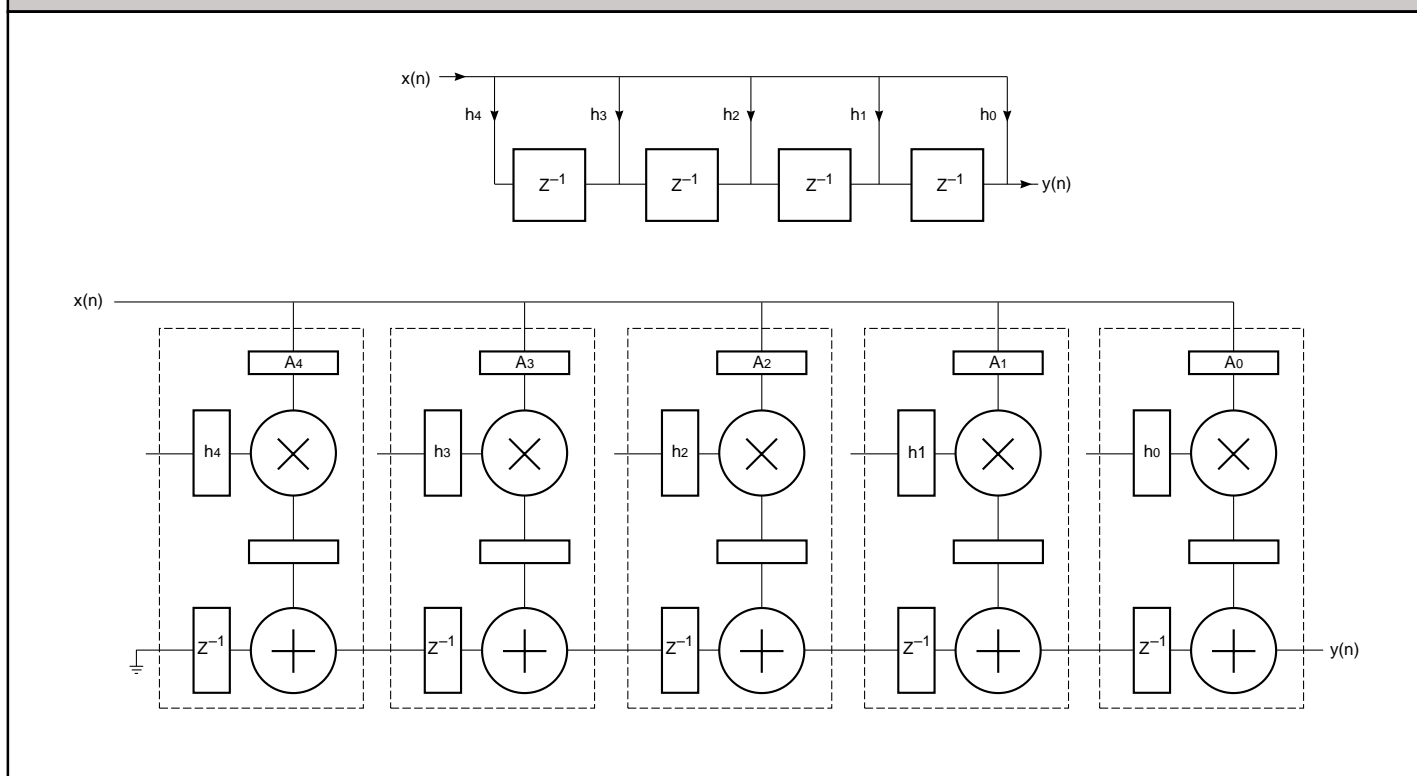 x(n)
h4 h3 h2 h1 h0
Z–1 Z–1 Z–1 Z–1 y(n)
x(n)
A4 A3 A2 A1 A0
h4 h3 h2 h1 h0
Z–1 Z–1 Z–1 Z–1 Z–1 y(n)